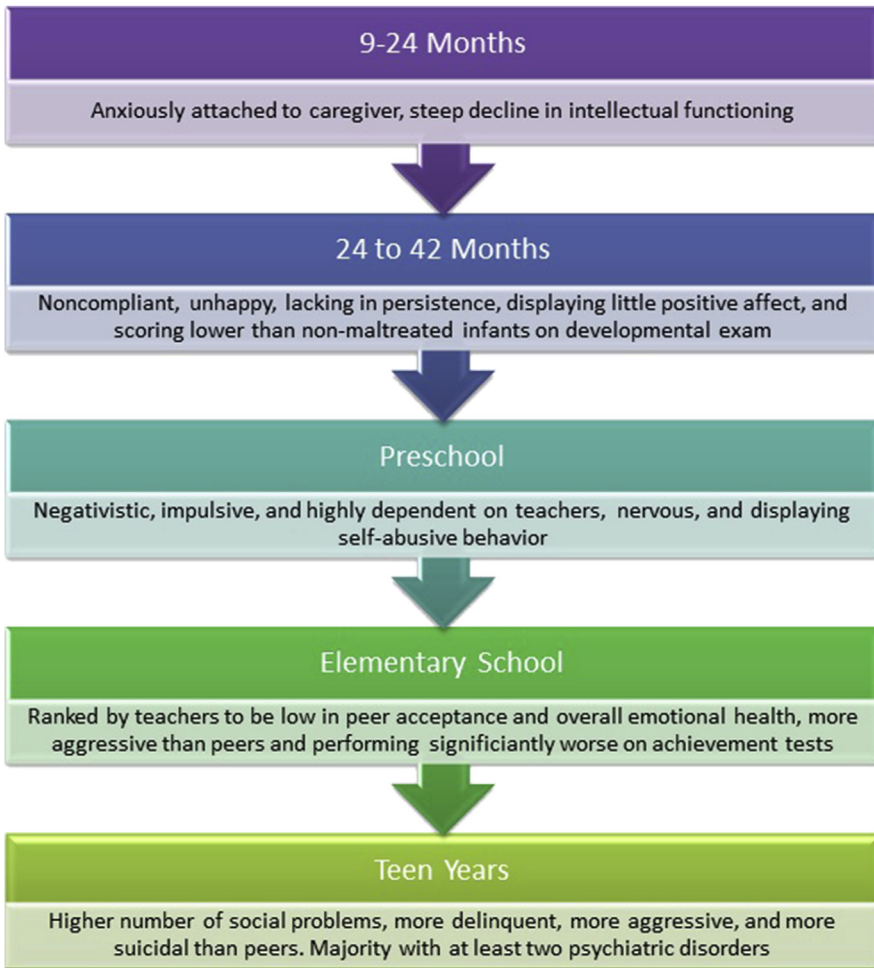 9-24 Months
Anxiously attached to caregiver, steep decline in intellectual functioning
24 to 42 Months
Noncompliant, unhappy, lacking in persistence, displaying little positive affect, and
scoring lower than non-maltreated infants on developmental exam
Preschool
Negativistic, impulsive, and highly dependent on teachers, nervous, and displaying
self-abusive behavior
Elementary School
Ranked by teachers to be low in peer acceptance and overall emotional health, more
aggressive than peers and performing significiantly worse on achievement tests
Teen Years
Higher number of social problems, more delinquent, more aggressive, and more
suicidal than peers. Majority with at least two psychiatric disorders